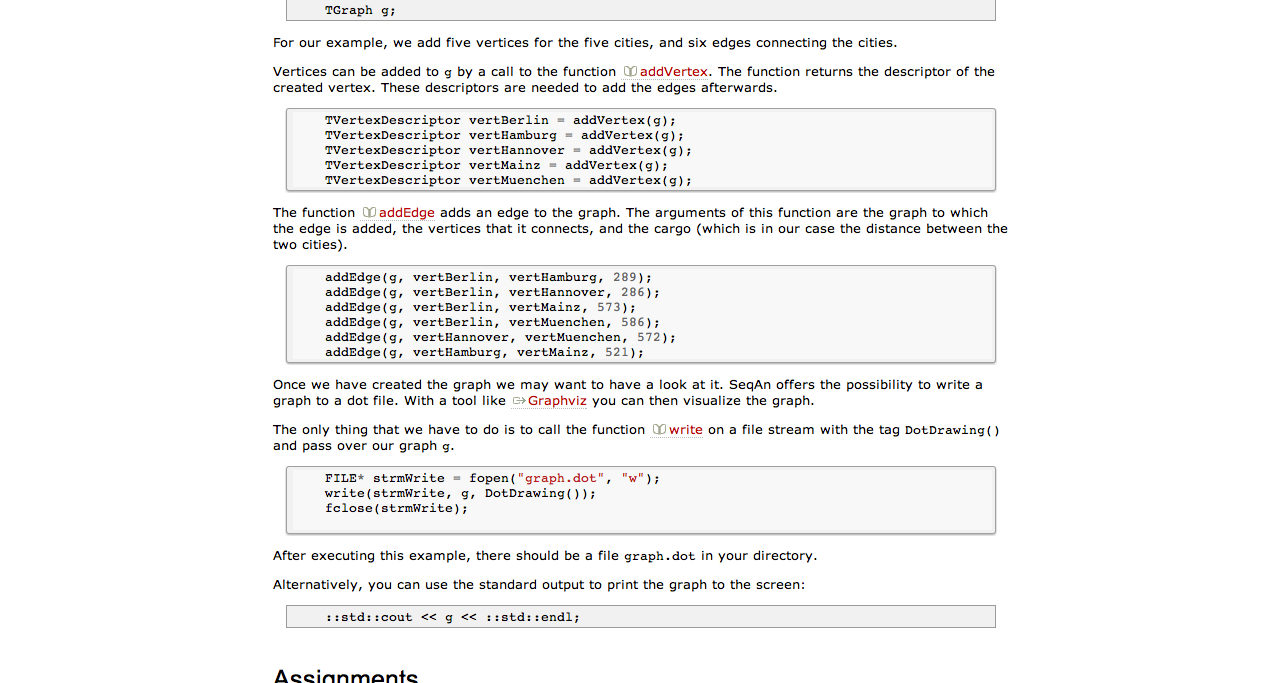 TGraph g;
For our example, we add five vertices for the five cities, and six edges connecting the cities.
Vertices can be added to g by a call to the function addVertex. The function returns the descriptor of the
created vertex. These descriptors are needed to add the edges afterwards.
TVertexDescriptor vertBerlin = addVertex(g);
TVertexDescriptor vertHamburg = addVertex(g);
TVertexDescriptor vertHannover = addVertex(g);
TVertexDescriptor vertMainz = addVertex(g);
TVertexDescriptor vertMuenchen = addVertex(g);
The function addEdge adds an edge to the graph. The arguments of this function are the graph to which
the edge is added, the vertices that it connects, and the cargo (which is in our case the distance between the
two cities).
addEdge(g, vertBerlin, vertHamburg, 289);
addEdge(g, vertBerlin, vertHannover, 286);
addEdge(g, vertBerlin, vertMainz, 573);
addEdge(g, vertBerlin, vertMuenchen, 586);
addEdge(g, vertHannover, vertMuenchen, 572);
addEdge(g, vertHamburg, vertMainz, 521);
Once we have created the graph we may want to have a look at it. SeqAn offers the possibility to write a
graph to a dot file. With a tool like Graphviz you can then visualize the graph.
The only thing that we have to do is to call the function write on a file stream with the tag DotDrawing()
and pass over our graph g.
FILE* strmWrite = fopen("graph.dot", "w");
write(strmWrite, g, DotDrawing());
fclose(strmWrite);
After executing this example, there should be a file graph.dot in your directory.
Alternatively, you can use the standard output to print the graph to the screen:
::std::cout << g << ::std::endl;
Assignments